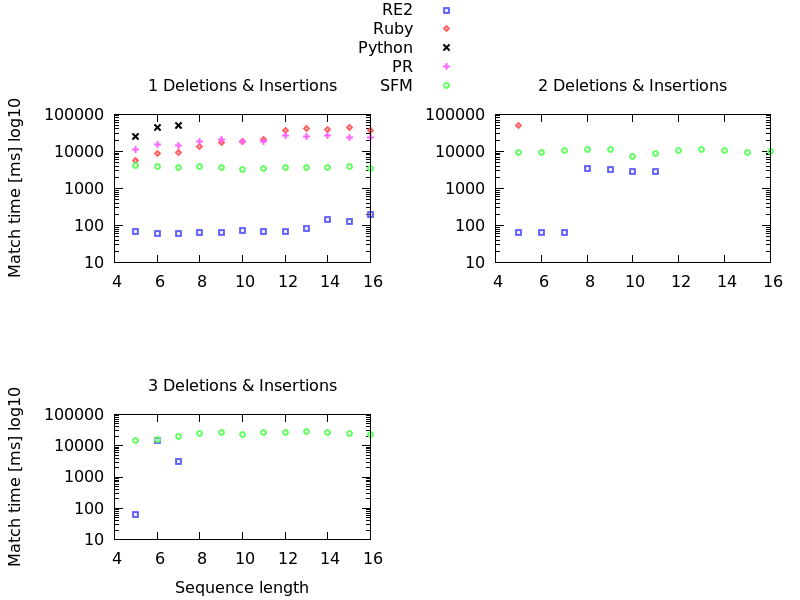 RE2
Ruby
Python
PR
SFM
1 Deletions & Insertions
2 Deletions & Insertions
Match time [ms] log10
100000
10000
1000
100
10
4 6 8 10 12 14 16
100000
10000
1000
100
10
4 6 8 10 12 14 16
3 Deletions & Insertions
Match time [ms] log10
100000
10000
1000
100
10
4 6 8 10 12 14 16
Sequence length